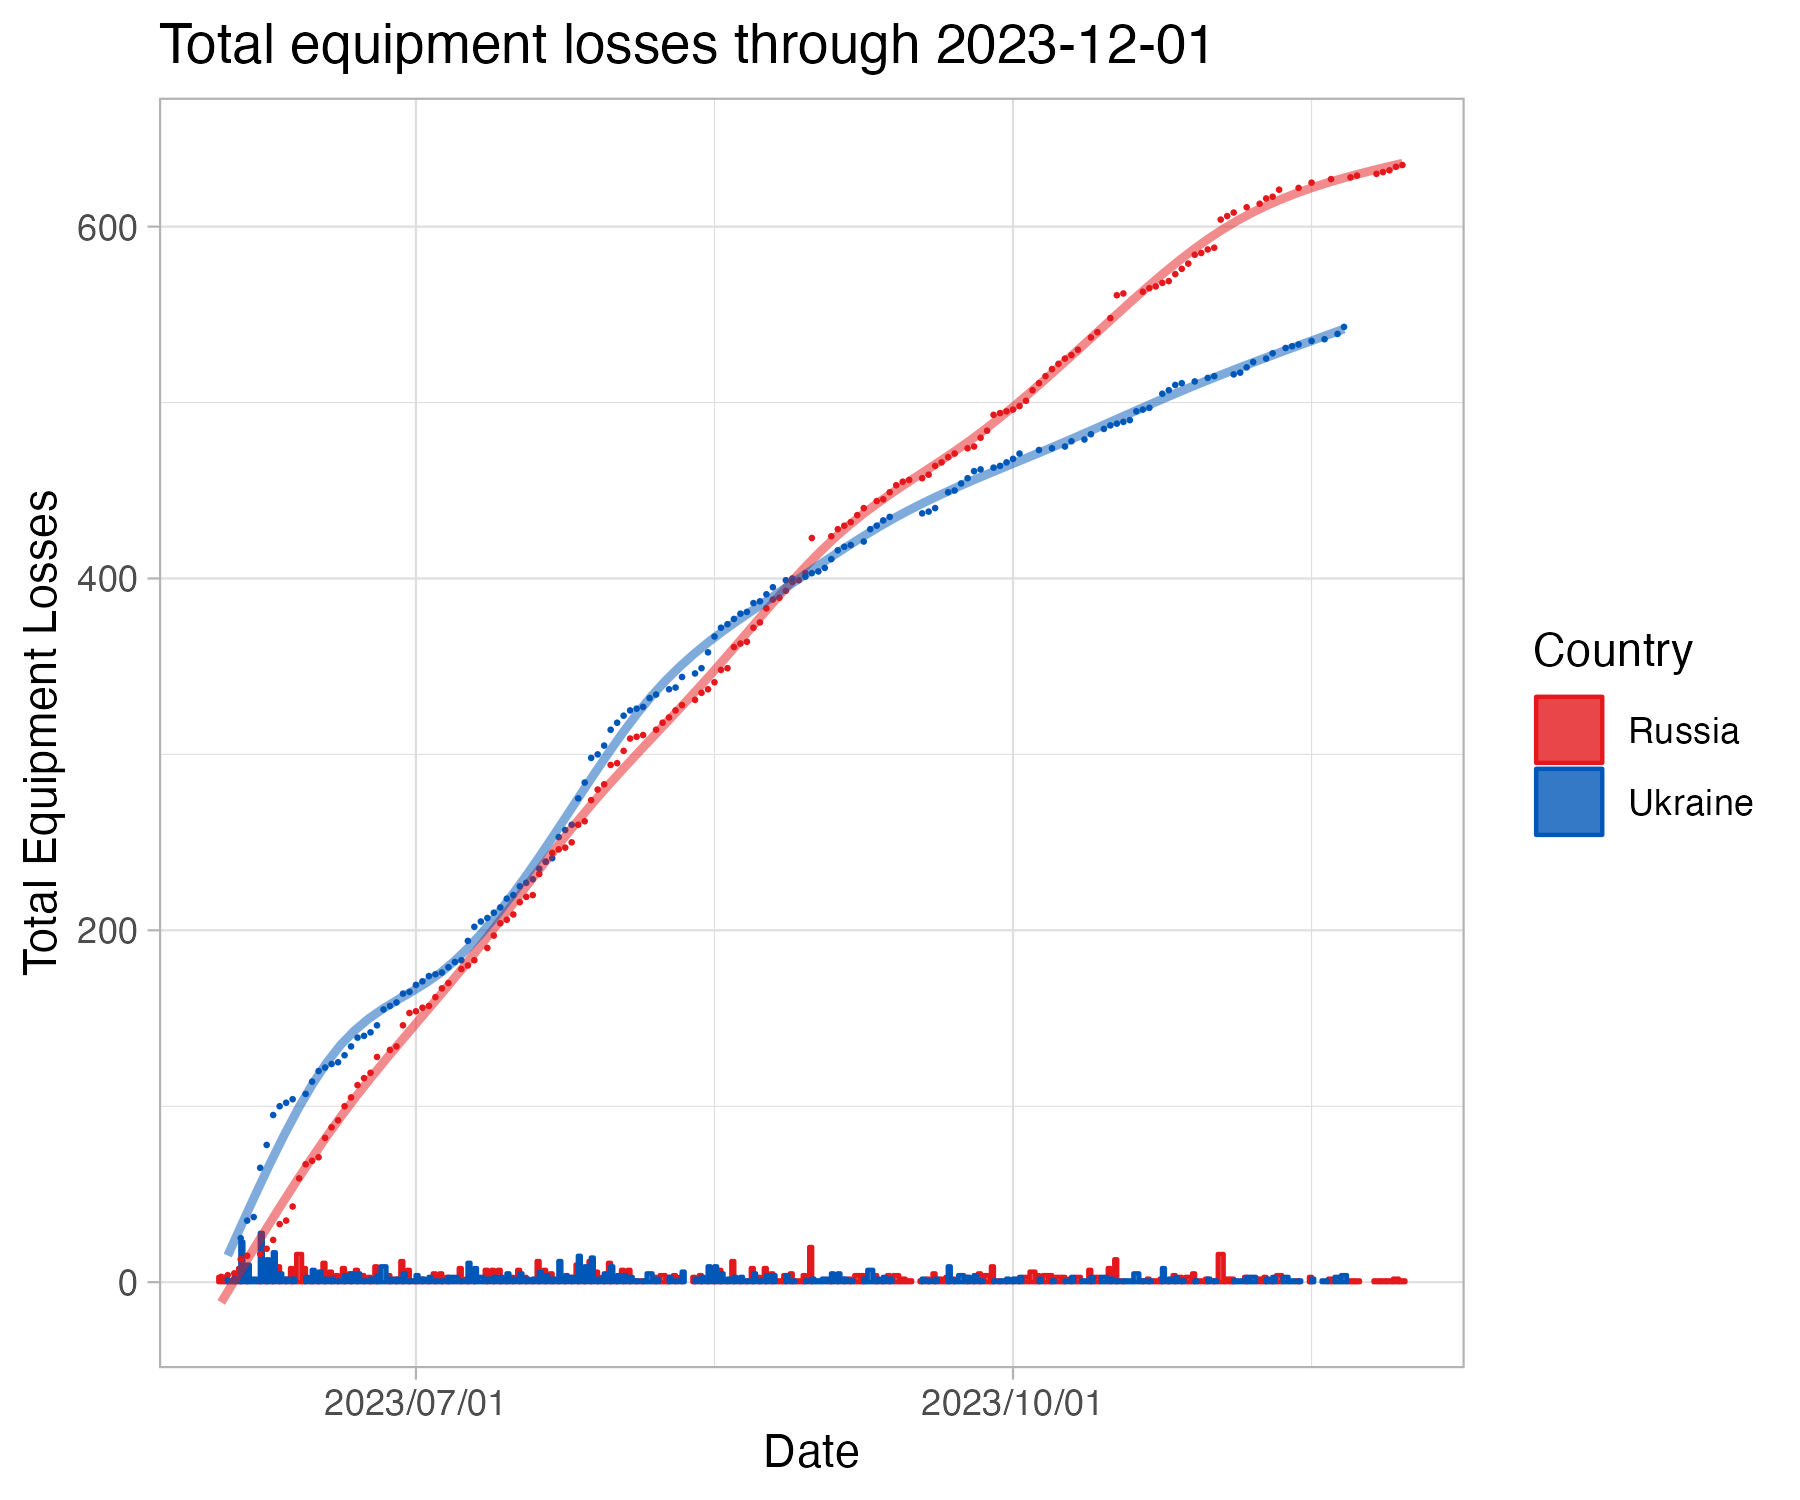 Total equipment losses through 2023-12-01
Total Equipment Losses
600
400
200
0
2023/07/01
2023/10/01
Date
Country
Russia
Ukraine